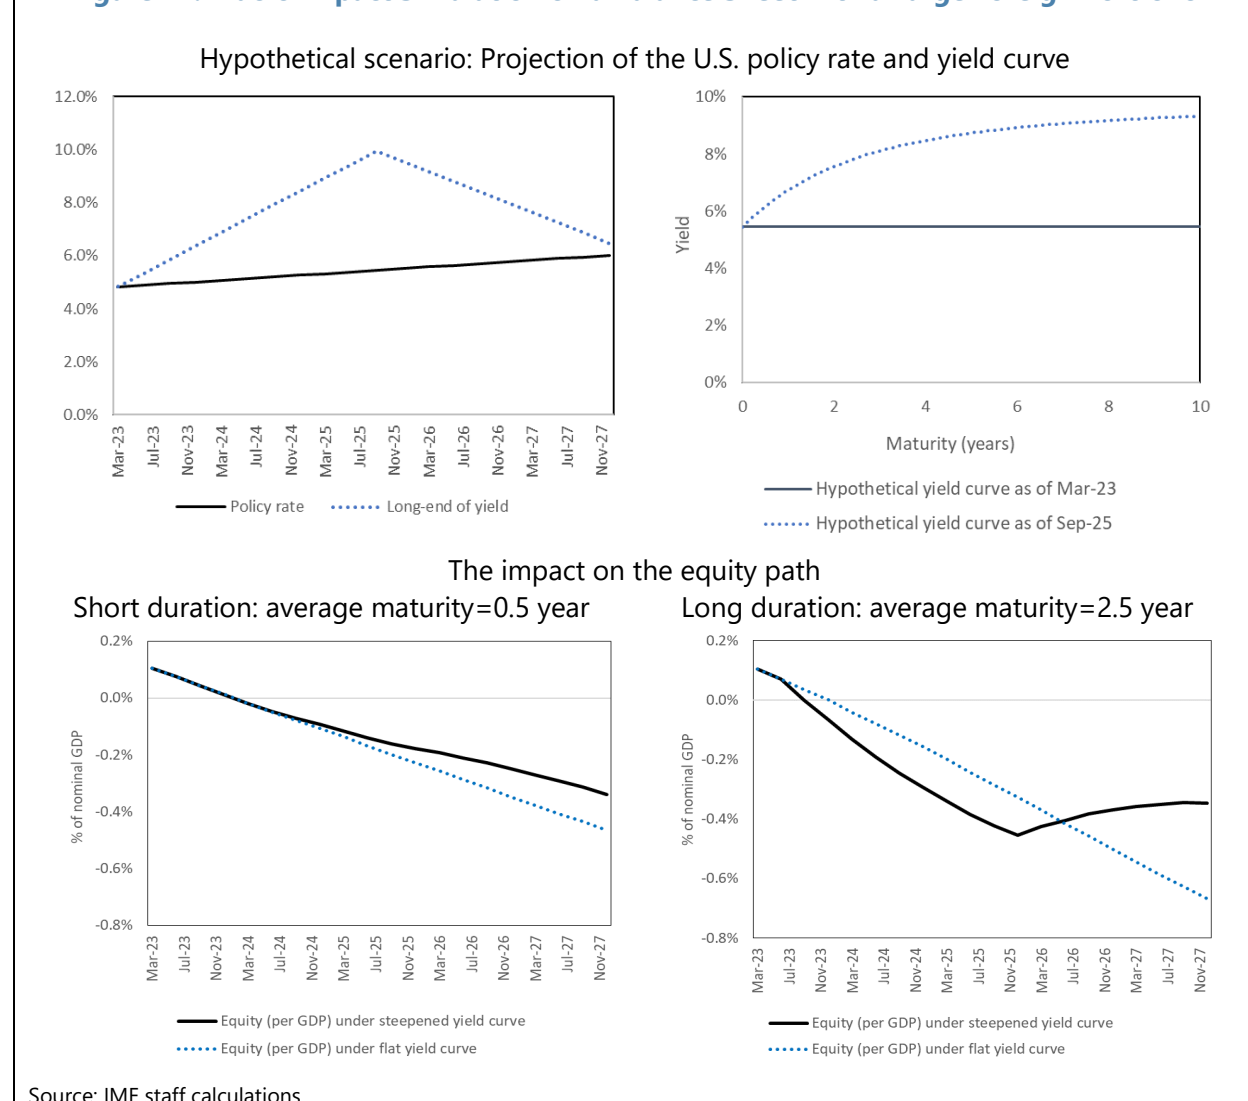 Hypothetical scenario: Projection of the U.S. policy rate and yield curve
12.0%
10.0%
8.0%
6.0%
4.0%
2.0%
0.0%
Mar-23
Jul-23
Nov-23
Mar-24
Jul-24
Nov-24
Mar-25
Jul-25
Nov-25
Mar-26
Jul-26
Nov-26
Mar-27
Jul-27
Nov-27
Policy rate
Long-end of yield
10%
8%
6%
4%
2%
0%
Yield
0 2 4 6 8 10
Maturity (years)
Hypothetical yield curve as of Mar-23
Hypothetical yield curve as of Sep-25
The impact on the equity path
Short duration: average maturity=0.5 year
0.2%
0.0%
-0.2%
-0.4%
-0.6%
-0.8%
% of nominal GDP
Mar-23
Jul-23
Nov-23
Mar-24
Jul-24
Nov-24
Mar-25
Jul-25
Nov-25
Mar-26
Jul-26
Nov-26
Mar-27
Jul-27
Nov-27
Equity (per GDP) under steepened yield curve
Equity (per GDP) under flat yield curve
Long duration: average maturity=2.5 year
0.2%
0.0%
-0.2%
-0.4%
-0.6%
-0.8%
% of nominal GDP
Mar-23
Jul-23
Nov-23
Mar-24
Jul-24
Nov-24
Mar-25
Jul-25
Nov-25
Mar-26
Jul-26
Nov-26
Mar-27
Jul-27
Nov-27
Equity (per GDP) under steepened yield curve
Equity (per GDP) under flat yield curve
Source: IMF staff calculations